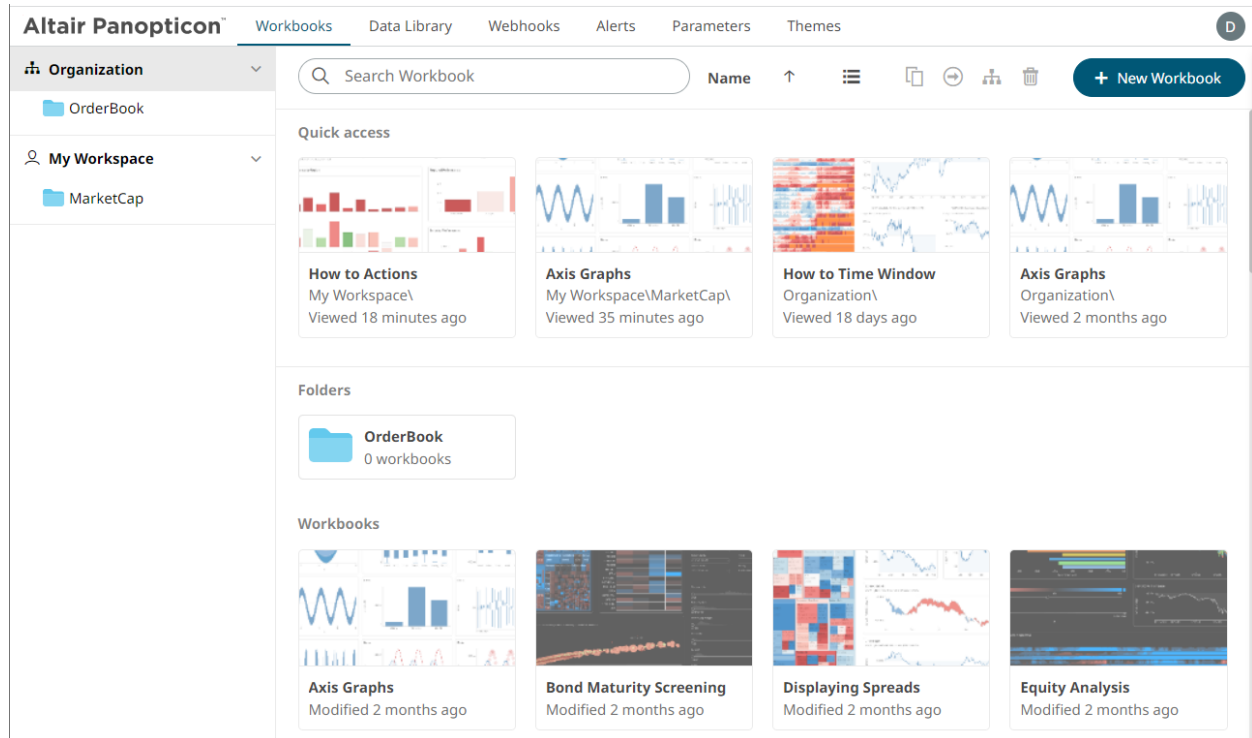 Altair Panopticon™ Workbooks Data Library Webhooks Alerts Parameters Themes D
Organization
OrderBook
My Workspace
MarketCap
Search Workbook Name ↑ + New Workbook
Quick access
How to Actions
My Workspace\
Viewed 18 minutes ago
Axis Graphs
My Workspace\MarketCap\
Viewed 35 minutes ago
How to Time Window
Organization\
Viewed 18 days ago
Axis Graphs
Organization\
Viewed 2 months ago
Folders
OrderBook
0 workbooks
Workbooks
Axis Graphs
Modified 2 months ago
Bond Maturity Screening
Modified 2 months ago
Displaying Spreads
Modified 2 months ago
Equity Analysis
Modified 2 months ago